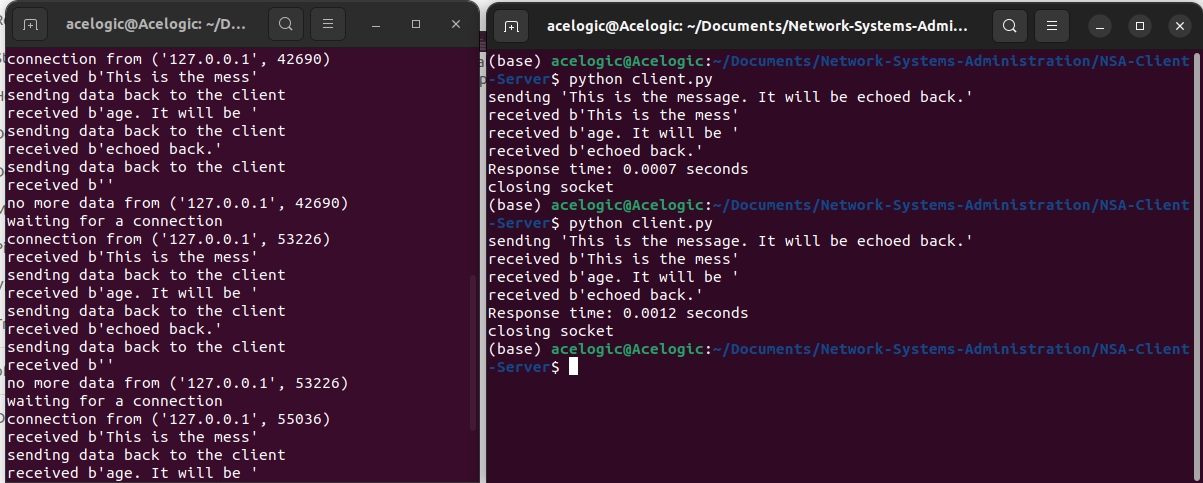 acelogic@Acelogic: ~/D...
connection from ('127.0.0.1', 42690)
received b'This is the mess'
sending data back to the client
received b'age. It will be '
sending data back to the client
received b'echoed back.'
sending data back to the client
received b''
no more data from ('127.0.0.1', 42690)
waiting for a connection
connection from ('127.0.0.1', 53226)
received b'This is the mess'
sending data back to the client
received b'age. It will be '
sending data back to the client
received b'echoed back.'
sending data back to the client
received b''
no more data from ('127.0.0.1', 53226)
waiting for a connection
connection from ('127.0.0.1', 55036)
received b'This is the mess'
sending data back to the client
received b'age. It will be '
acelogic@Acelogic: ~/Documents/Network-Systems-Admi...
(base) acelogic@Acelogic:~/Documents/Network-Systems-Administration/NSA-Client
-Server$ python client.py
sending 'This is the message. It will be echoed back.'
received b'This is the mess'
received b'age. It will be '
received b'echoed back.'
Response time: 0.0007 seconds
closing socket
(base) acelogic@Acelogic:~/Documents/Network-Systems-Administration/NSA-Client
-Server$ python client.py
sending 'This is the message. It will be echoed back.'
received b'This is the mess'
received b'age. It will be '
received b'echoed back.'
Response time: 0.0012 seconds
closing socket
(base) acelogic@Acelogic:~/Documents/Network-Systems-Administration/NSA-Client
-Server$